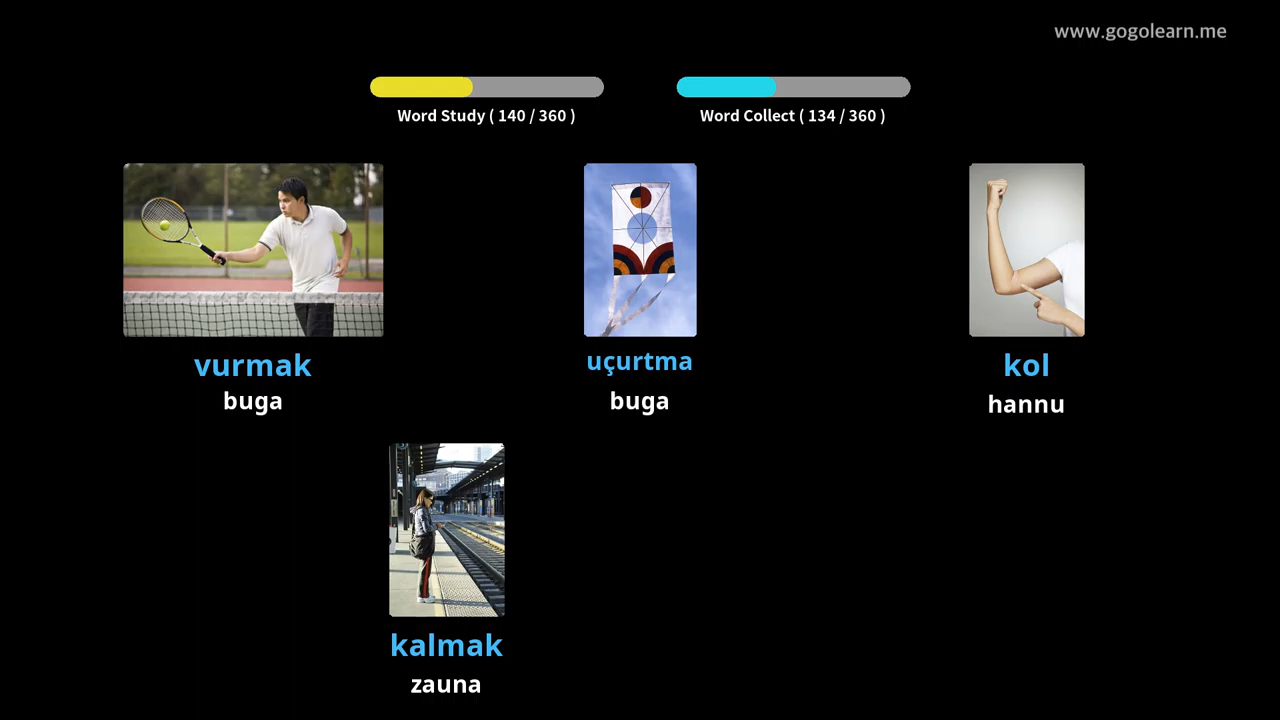 www.gogolearn.me
Word Study ( 140 / 360 )
Word Collect ( 134 / 360 )
vurmak
buga
uçurtma
buga
kol
hannu
kalmak
zauna